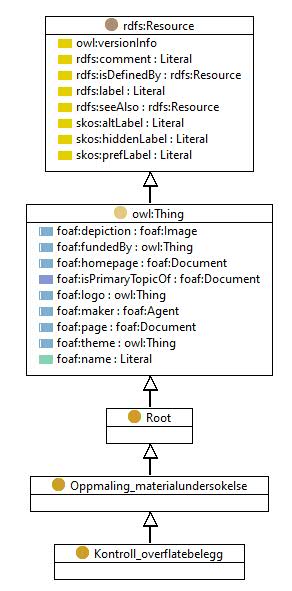 rdfs:Resource
owl:versionInfo
rdfs:comment : Literal
rdfs:isDefinedBy : rdfs:Resource
rdfs:label : Literal
rdfs:seeAlso : rdfs:Resource
skos:altLabel : Literal
skos:hiddenLabel : Literal
skos:prefLabel : Literal
owl:Thing
foaf:depiction : foaf:Image
foaf:fundedBy : owl:Thing
foaf:homepage : foaf:Document
foaf:isPrimaryTopicOf : foaf:Document
foaf:logo : owl:Thing
foaf:maker : foaf:Agent
foaf:page : foaf:Document
foaf:theme : owl:Thing
foaf:name : Literal
Root
Oppmaling_materialundersokelse
Kontroll_overflatebelegg